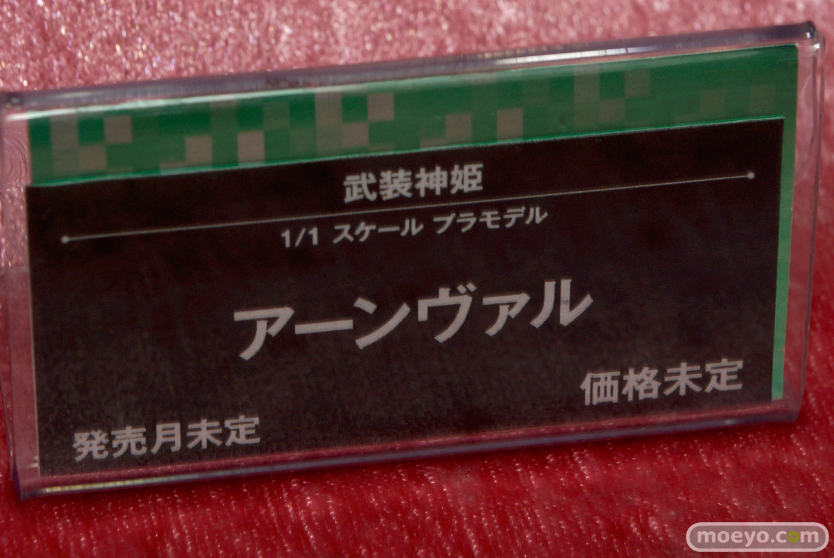 武装神姫
1/1 スケール プラモデル
アーンヴァル
価格未定
発売月未定
moeyo.com